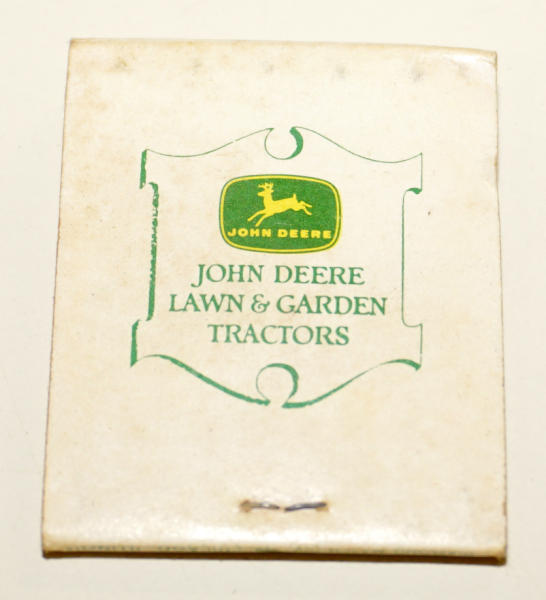 JOHN DEERE
JOHN DEERE
LAWN & GARDEN
TRACTORS